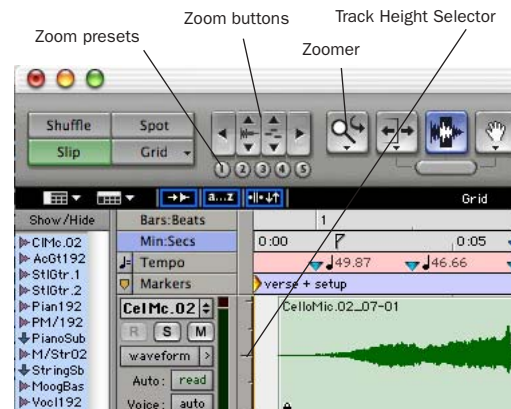 Zoom buttons
Track Height Selector
Zoom presets
Zoomer
Shuffle
Spot
Slip
Grid
1 2 3 4 5
a...z
Grid
Show/Hide
Bars:Beats
1
Min:Secs
0:00
0:05
Tempo
49.87
46.66
Markers
verse + setup
ClMc.02
AcGt192
StlGtr.1
StlGtr.2
Pian192
PM/192
PianoSub
M/Str02
StringSb
MoogBas
Vocl192
CelMc.02
R S M
waveform
Auto: read
Voice: auto
CelloMic.02_07-01